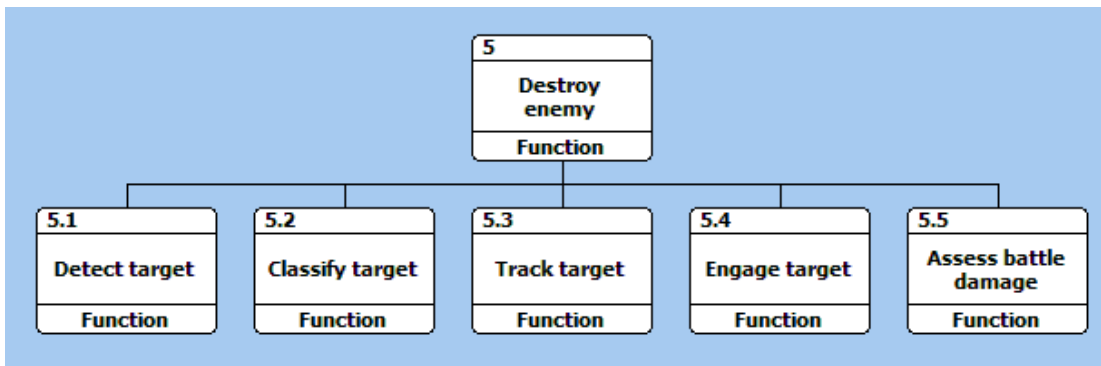 5
Destroy
enemy
Function
5.1
Detect target
Function
5.2
Classify target
Function
5.3
Track target
Function
5.4
Engage target
Function
5.5
Assess battle
damage
Function